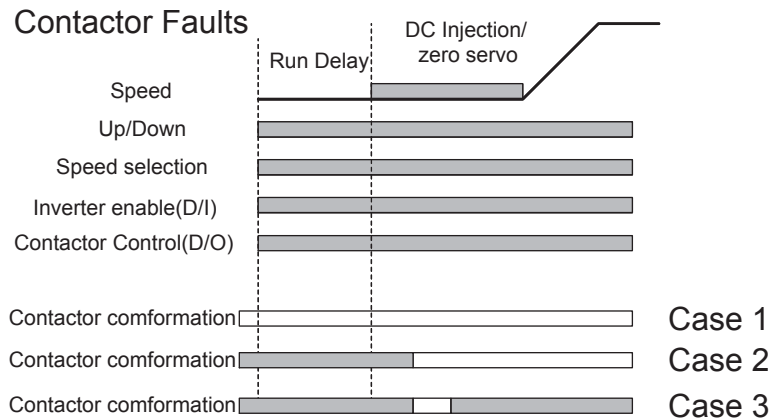 Contactor Faults
DC Injection/
zero servo
Run Delay
Speed
Up/Down
Speed selection
Inverter enable(D/I)
Contactor Control(D/O)
Contactor comformation Case 1
Contactor comformation Case 2
Contactor comformation Case 3